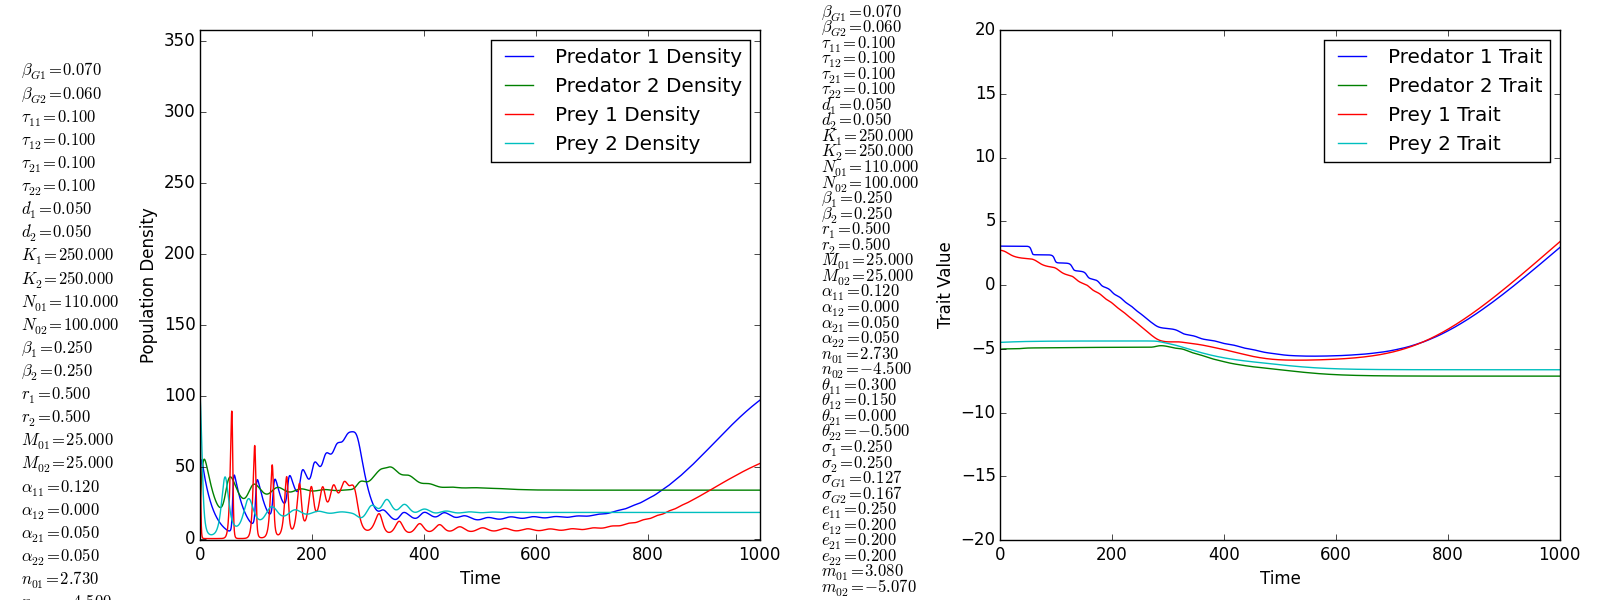 β_G1=0.070
β_G2=0.060
τ_11=0.100
τ_12=0.100
τ_21=0.100
τ_22=0.100
d_1=0.050
d_2=0.050
K_1=250.000
K_2=250.000
N_01=110.000
N_02=100.000
β_1=0.250
β_2=0.250
r_1=0.500
r_2=0.500
M_01=25.000
M_02=25.000
α_11=0.120
α_12=0.000
α_21=0.050
α_22=0.050
n_01=2.730
4.500
Population Density
350
300
250
200
150
100
50
0
0 200 400 600 800 1000
Time
Predator 1 Density
Predator 2 Density
Prey 1 Density
Prey 2 Density
β_G1=0.070
β_G2=0.060
τ_11=0.100
τ_12=0.100
τ_21=0.100
τ_22=0.100
d_1=0.050
d_2=0.050
K_1=250.000
K_2=250.000
N_01=110.000
N_02=100.000
β_1=0.250
β_2=0.250
r_1=0.500
r_2=0.500
M_01=25.000
M_02=25.000
α_11=0.120
α_12=0.000
α_21=0.050
α_22=0.050
n_01=2.730
n_02=−4.500
θ_11=0.300
θ_12=0.150
θ_21=0.000
θ_22=−0.500
σ_1=0.250
σ_2=0.250
σ_G1=0.127
σ_G2=0.167
e_11=0.250
e_12=0.200
e_21=0.200
e_22=0.200
m_01=3.080
m_02=−5.070
Trait Value
20
15
10
5
0
−5
−10
−15
−20
0 200 400 600 800 1000
Time
Predator 1 Trait
Predator 2 Trait
Prey 1 Trait
Prey 2 Trait